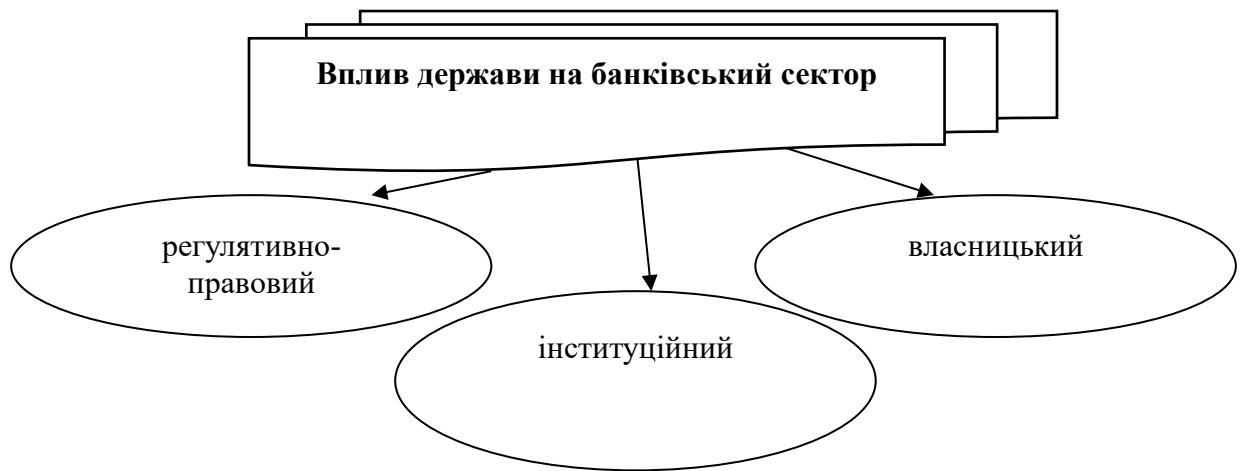 Вплив держави на банківський сектор
регулятивно-
правовий
власницький
інституційний